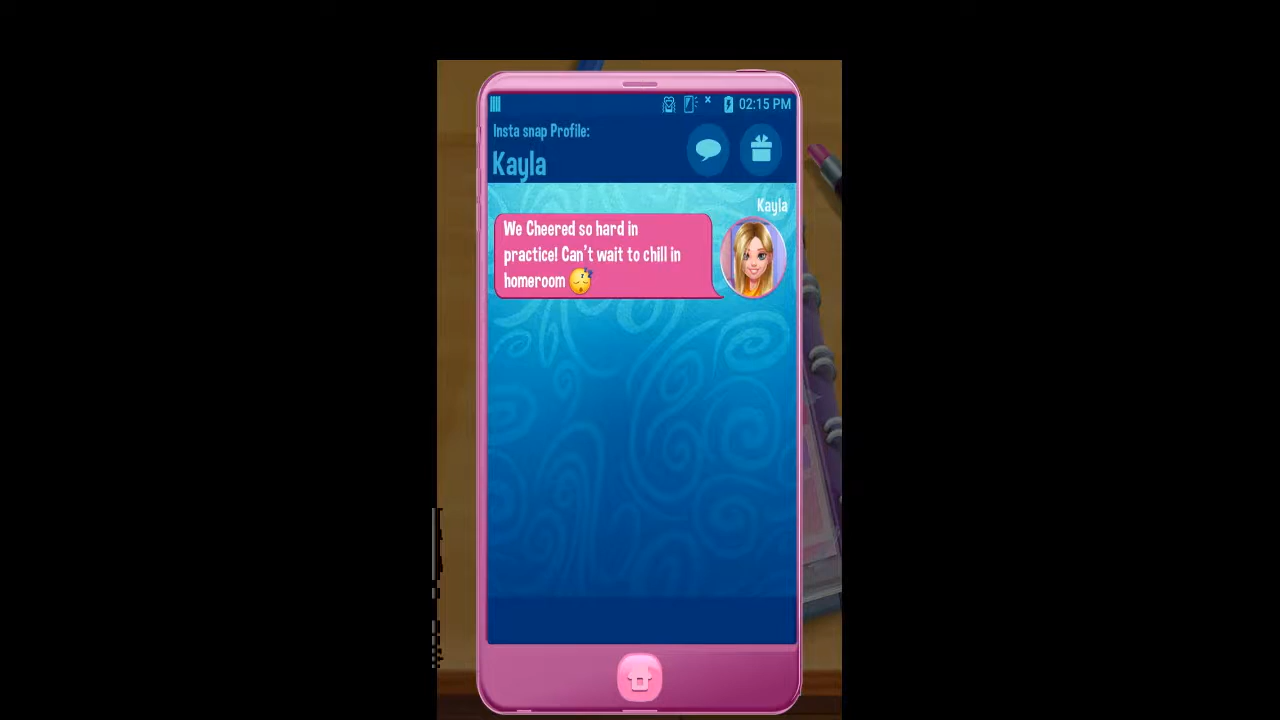 02:15 PM
Insta snap Profile:
Kayla
Kayla
We Cheered so hard in
practice! Can't wait to chill in
homeroom 😴